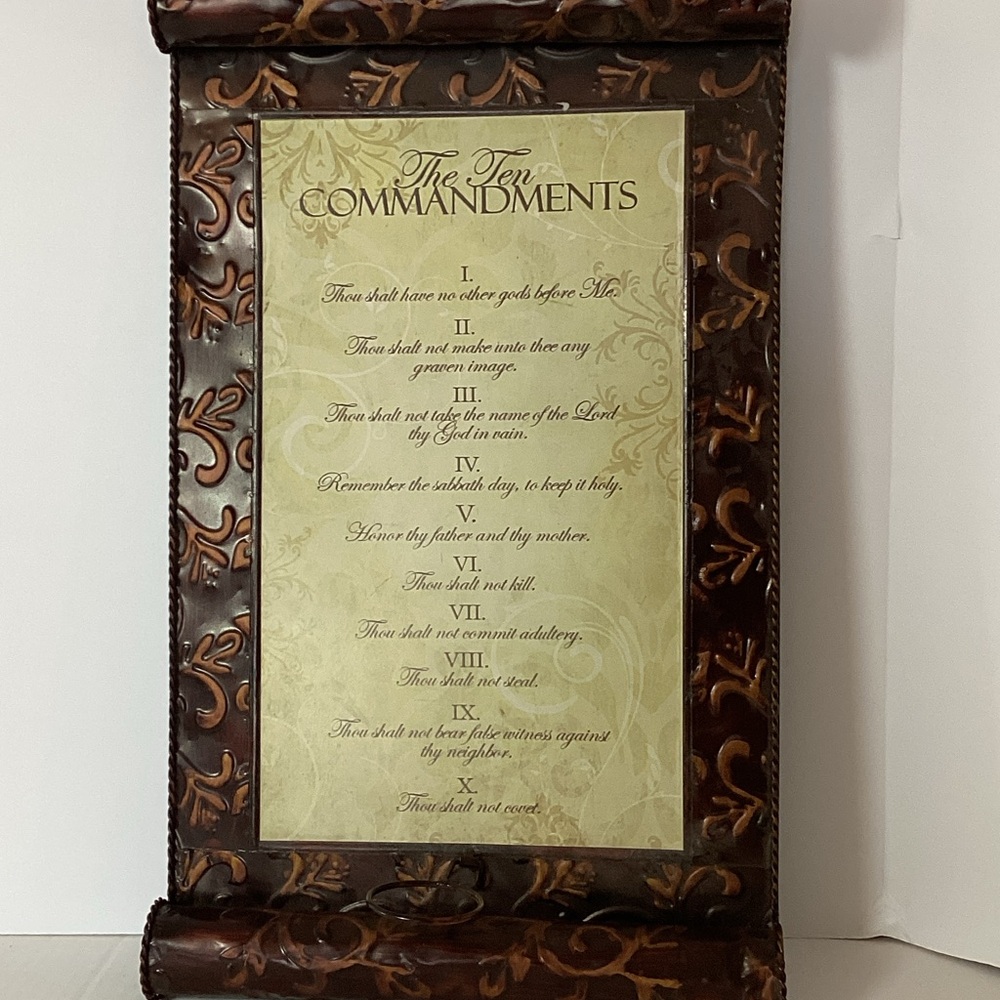 The Ten
COMMANDMENTS
I.
Thou shalt have no other gods before Me.
II.
Thou shalt not make unto thee any
graven image.
III.
Thou shalt not take the name of the Lord
thy God in vain.
IV.
Remember the sabbath day, to keep it holy.
V.
Honor thy father and thy mother.
VI.
Thou shalt not kill.
VII.
Thou shalt not commit adultery.
VIII.
Thou shalt not steal.
IX.
Thou shalt not bear false witness against
thy neighbor.
X.
Thou shalt not covet.